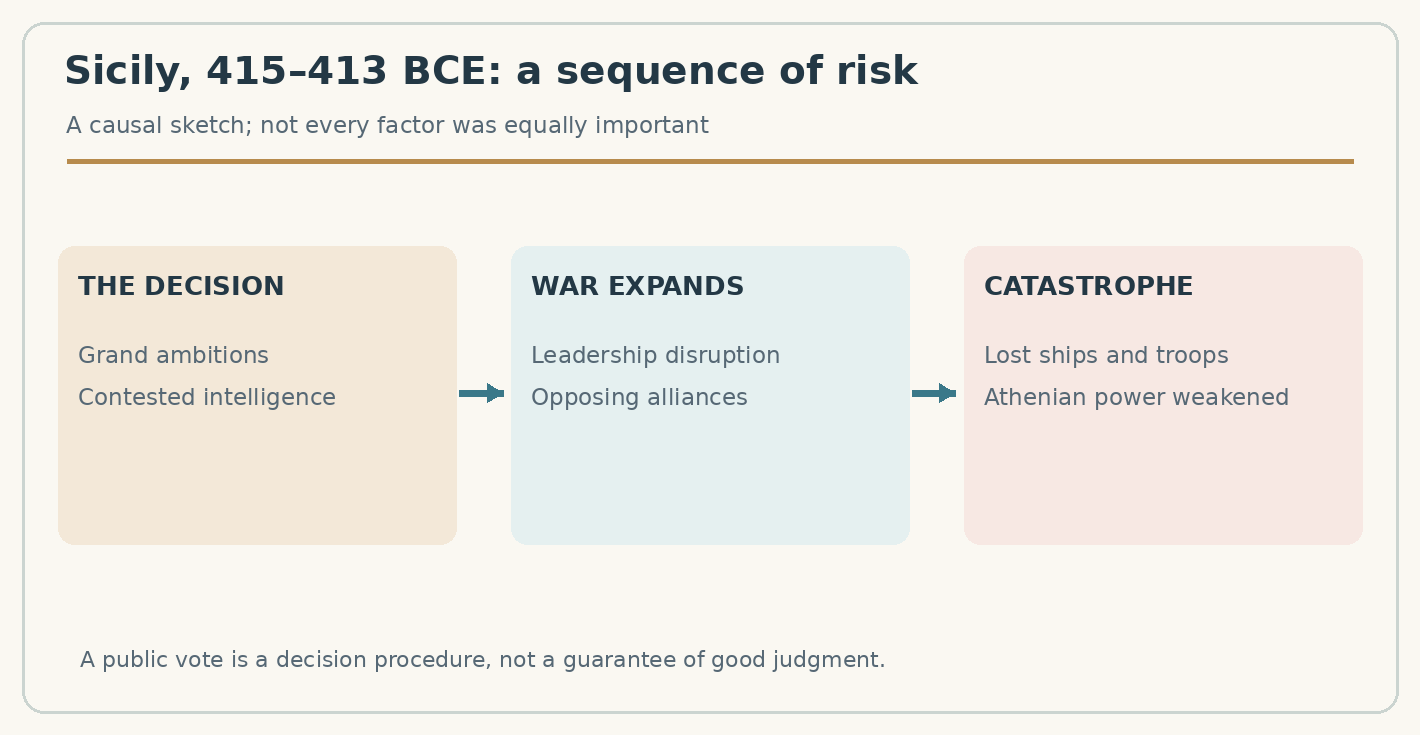 Sicily, 415–413 BCE: a sequence of risk
A causal sketch; not every factor was equally important
THE DECISION
Grand ambitions
Contested intelligence
WAR EXPANDS
Leadership disruption
Opposing alliances
CATASTROPHE
Lost ships and troops
Athenian power weakened
A public vote is a decision procedure, not a guarantee of good judgment.